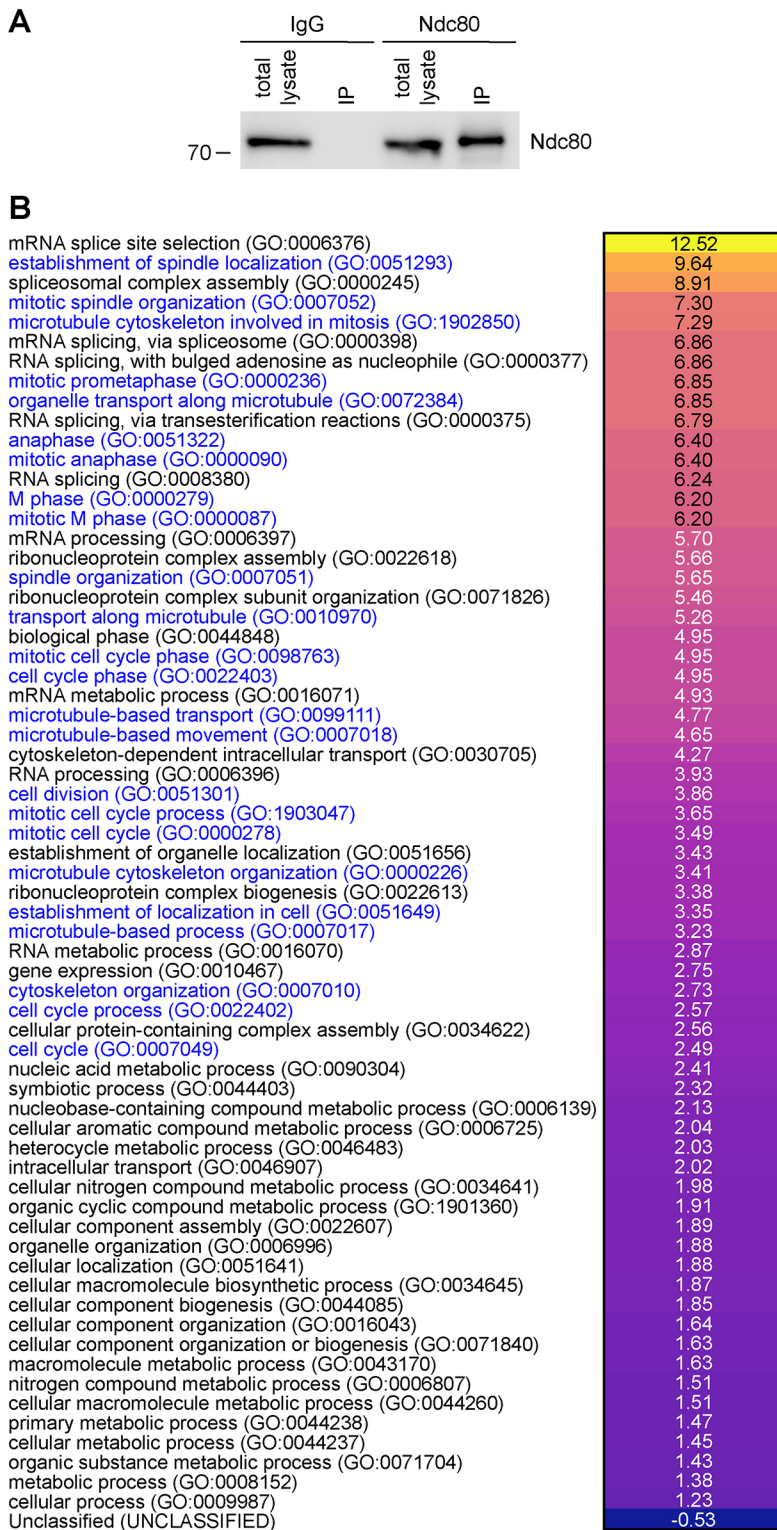 A
IgG Ndc80
total lysate IP total lysate IP
70 Ndc80
B
mRNA splice site selection (GO:0006376) 12.52
establishment of spindle localization (GO:0051293) 9.64
spliceosomal complex assembly (GO:0000245) 8.91
mitotic spindle organization (GO:0007052) 7.30
microtubule cytoskeleton involved in mitosis (GO:1902850) 7.29
mRNA splicing, via spliceosome (GO:0000398) 6.86
RNA splicing, with bulged adenosine as nucleophile (GO:0000377) 6.86
mitotic prometaphase (GO:0000236) 6.85
organelle transport along microtubule (GO:0072384) 6.85
RNA splicing, via transesterification reactions (GO:0000375) 6.79
anaphase (GO:0051322) 6.40
mitotic anaphase (GO:0000090) 6.40
RNA splicing (GO:0008380) 6.24
M phase (GO:0000279) 6.20
mitotic M phase (GO:0000087) 6.20
mRNA processing (GO:0006397) 5.70
ribonucleoprotein complex assembly (GO:0022618) 5.66
spindle organization (GO:0007051) 5.65
ribonucleoprotein complex subunit organization (GO:0071826) 5.46
transport along microtubule (GO:0010970) 5.26
biological phase (GO:0044848) 4.95
mitotic cell cycle phase (GO:0098763) 4.95
cell cycle phase (GO:0022403) 4.95
mRNA metabolic process (GO:0016071) 4.93
microtubule-based transport (GO:0099111) 4.77
microtubule-based movement (GO:0007018) 4.65
cytoskeleton-dependent intracellular transport (GO:0030705) 4.27
RNA processing (GO:0006396) 3.93
cell division (GO:0051301) 3.86
mitotic cell cycle process (GO:1903047) 3.65
mitotic cell cycle (GO:0000278) 3.49
establishment of organelle localization (GO:0051656) 3.43
microtubule cytoskeleton organization (GO:0000226) 3.41
ribonucleoprotein complex biogenesis (GO:0022613) 3.38
establishment of localization in cell (GO:0051649) 3.35
microtubule-based process (GO:0007017) 3.23
RNA metabolic process (GO:0016070) 2.87
gene expression (GO:0010467) 2.75
cytoskeleton organization (GO:0007010) 2.73
cell cycle process (GO:0022402) 2.57
cellular protein-containing complex assembly (GO:0034622) 2.56
cell cycle (GO:0007049) 2.49
nucleic acid metabolic process (GO:0090304) 2.41
symbiotic process (GO:0044403) 2.32
nucleobase-containing compound metabolic process (GO:0006139) 2.13
cellular aromatic compound metabolic process (GO:0006725) 2.04
heterocycle metabolic process (GO:0046483) 2.03
intracellular transport (GO:0046907) 2.02
cellular nitrogen compound metabolic process (GO:0034641) 1.98
organic cyclic compound metabolic process (GO:1901360) 1.91
cellular component assembly (GO:0022607) 1.89
organelle organization (GO:0006996) 1.88
cellular localization (GO:0051641) 1.88
cellular macromolecule biosynthetic process (GO:0034645) 1.87
cellular component biogenesis (GO:0044085) 1.85
cellular component organization (GO:0016043) 1.64
cellular component organization or biogenesis (GO:0071840) 1.63
macromolecule metabolic process (GO:0043170) 1.63
nitrogen compound metabolic process (GO:0006807) 1.51
cellular macromolecule metabolic process (GO:0044260) 1.51
primary metabolic process (GO:0044238) 1.47
cellular metabolic process (GO:0044237) 1.45
organic substance metabolic process (GO:0071704) 1.43
metabolic process (GO:0008152) 1.38
cellular process (GO:0009987) 1.23
Unclassified (UNCLASSIFIED) -0.53